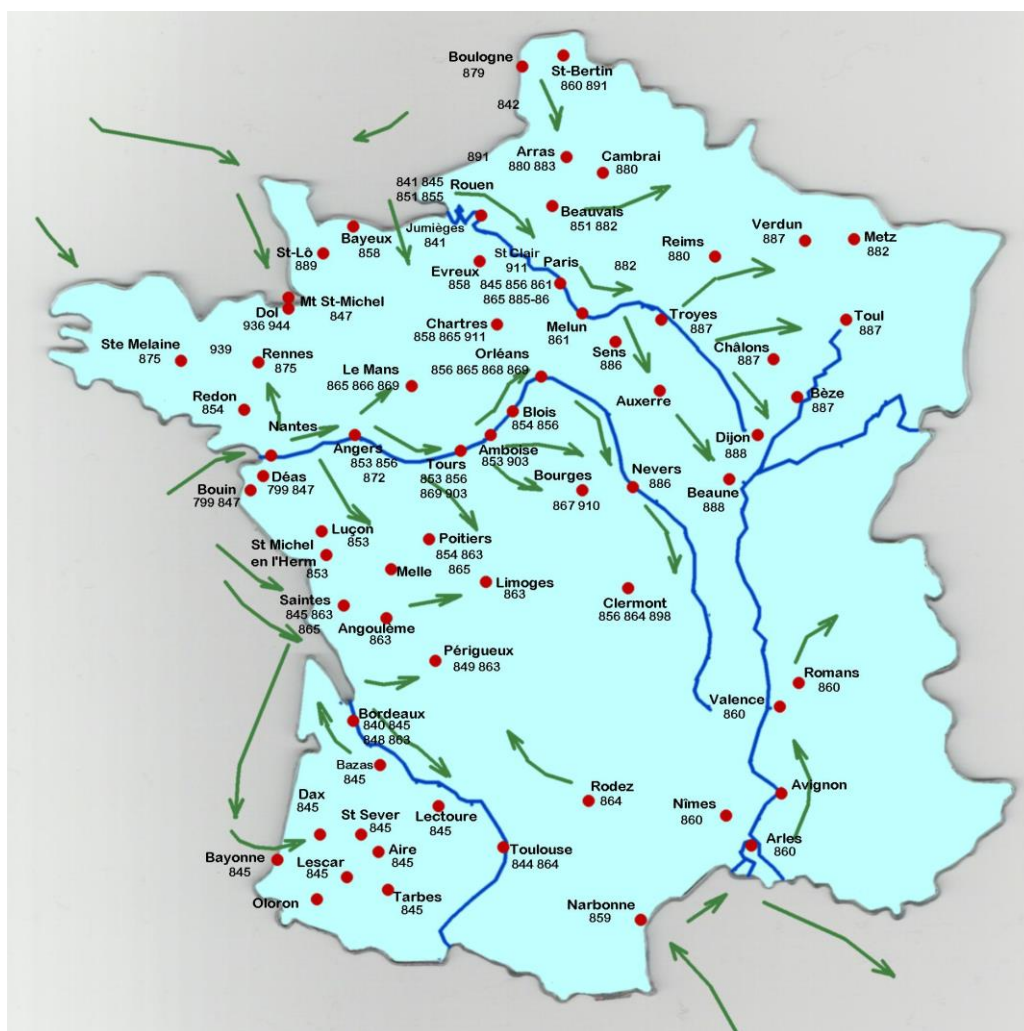 Boulogne
879
St-Bertin
860 891
842
Arras
880 883
Cambrai
880
891
841 845
851 855
Rouen
Jumièges
841
Beauvais
851 882
Bayeux
858
St-Lô
889
Evreux
858
St Clair
911
Paris
845 856 861
865 885-86
882
Reims
880
Verdun
887
Metz
882
Mt St-Michel
847
Dol
936 944
Chartres
858 865 911
Melun
861
Troyes
887
Toul
887
Ste Melaine
875
939
Rennes
875
Le Mans
865 866 869
Orléans
856 865 868 869
Sens
886
Châlons
887
Redon
854
Blois
854 856
Auxerre
Bèze
887
Nantes
Angers
853 856
872
Tours
853 856
869 903
Amboise
853 903
Dijon
888
Déas
799 847
Bouin
799 847
Bourges
867 910
Nevers
886
Beaune
888
Luçon
853
St Michel
en l'Herm
853
Poitiers
854 863
865
Melle
Limoges
863
Saintes
845 863
865
Angoulème
863
Clermont
856 864 898
Périgueux
849 863
Romans
860
Valence
860
Bordeaux
840 845
848 863
Bazas
845
Rodez
864
Avignon
Dax
845
St Sever
845
Lectoure
845
Nîmes
860
Bayonne
845
Lescar
845
Aire
845
Toulouse
844 864
Arles
860
Oloron
Tarbes
845
Narbonne
859